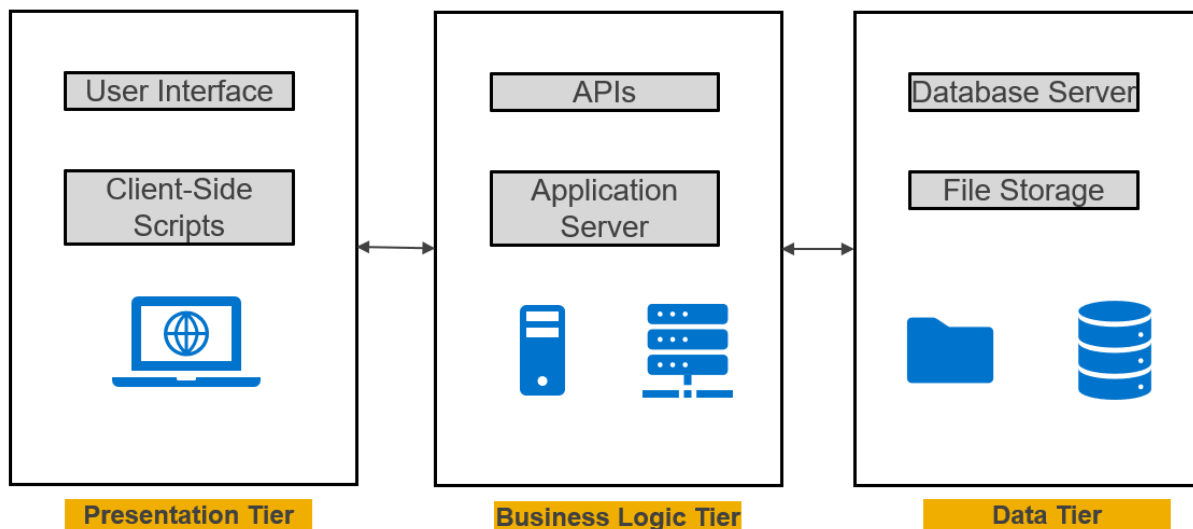 User Interface
Client-Side
Scripts
Presentation Tier
APIs
Application
Server
Business Logic Tier
Database Server
File Storage
Data Tier